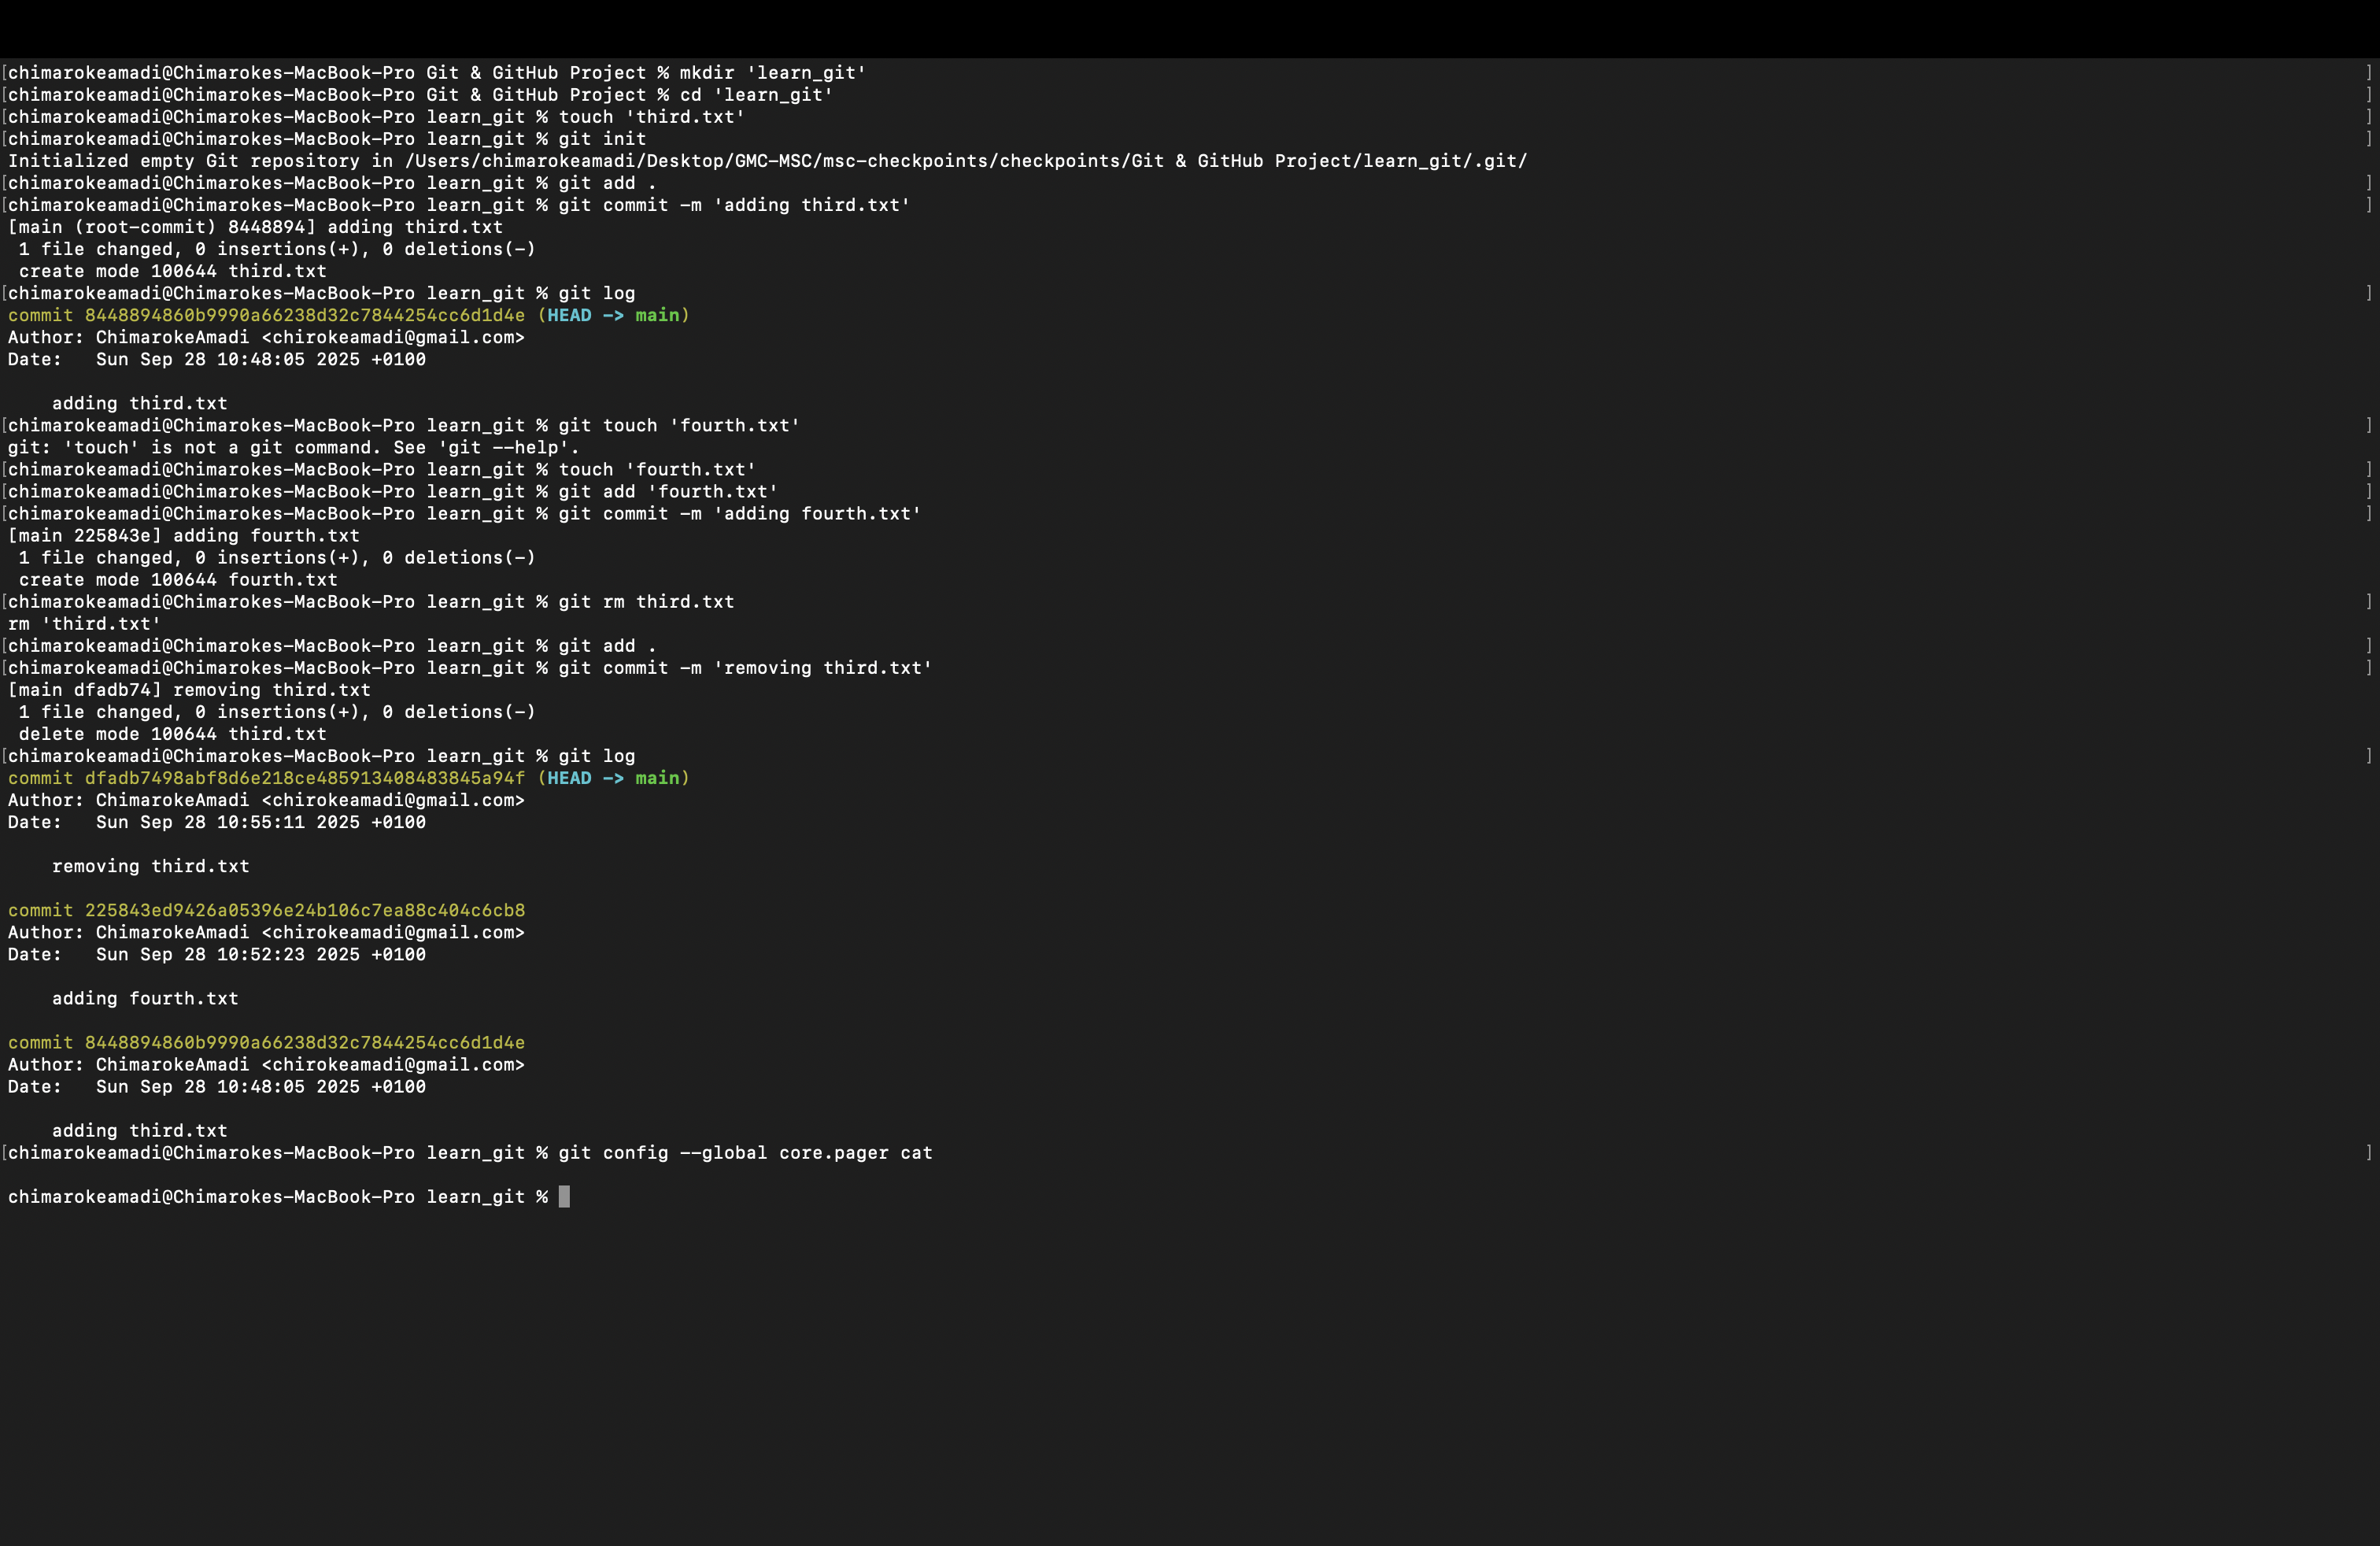 [chimarokeamadi@Chimarokes-MacBook-Pro Git & GitHub Project % mkdir 'learn_git' ]
[chimarokeamadi@Chimarokes-MacBook-Pro Git & GitHub Project % cd 'learn_git' ]
[chimarokeamadi@Chimarokes-MacBook-Pro learn_git % touch 'third.txt' ]
[chimarokeamadi@Chimarokes-MacBook-Pro learn_git % git init ]
Initialized empty Git repository in /Users/chimarokeamadi/Desktop/GMC-MSC/msc-checkpoints/checkpoints/Git & GitHub Project/learn_git/.git/
[chimarokeamadi@Chimarokes-MacBook-Pro learn_git % git add . ]
[chimarokeamadi@Chimarokes-MacBook-Pro learn_git % git commit -m 'adding third.txt' ]
[main (root-commit) 8448894] adding third.txt
 1 file changed, 0 insertions(+), 0 deletions(-)
 create mode 100644 third.txt
[chimarokeamadi@Chimarokes-MacBook-Pro learn_git % git log ]
commit 8448894860b9990a66238d32c7844254cc6d1d4e (HEAD -> main)
Author: ChimarokeAmadi <chirokeamadi@gmail.com>
Date:   Sun Sep 28 10:48:05 2025 +0100
    adding third.txt
[chimarokeamadi@Chimarokes-MacBook-Pro learn_git % git touch 'fourth.txt' ]
git: 'touch' is not a git command. See 'git --help'.
[chimarokeamadi@Chimarokes-MacBook-Pro learn_git % touch 'fourth.txt' ]
[chimarokeamadi@Chimarokes-MacBook-Pro learn_git % git add 'fourth.txt' ]
[chimarokeamadi@Chimarokes-MacBook-Pro learn_git % git commit -m 'adding fourth.txt' ]
[main 225843e] adding fourth.txt
 1 file changed, 0 insertions(+), 0 deletions(-)
 create mode 100644 fourth.txt
[chimarokeamadi@Chimarokes-MacBook-Pro learn_git % git rm third.txt ]
rm 'third.txt'
[chimarokeamadi@Chimarokes-MacBook-Pro learn_git % git add . ]
[chimarokeamadi@Chimarokes-MacBook-Pro learn_git % git commit -m 'removing third.txt' ]
[main dfadb74] removing third.txt
 1 file changed, 0 insertions(+), 0 deletions(-)
 delete mode 100644 third.txt
[chimarokeamadi@Chimarokes-MacBook-Pro learn_git % git log ]
commit dfadb7498abf8d6e218ce485913408483845a94f (HEAD -> main)
Author: ChimarokeAmadi <chirokeamadi@gmail.com>
Date:   Sun Sep 28 10:55:11 2025 +0100
    removing third.txt
commit 225843ed9426a05396e24b106c7ea88c404c6cb8
Author: ChimarokeAmadi <chirokeamadi@gmail.com>
Date:   Sun Sep 28 10:52:23 2025 +0100
    adding fourth.txt
commit 8448894860b9990a66238d32c7844254cc6d1d4e
Author: ChimarokeAmadi <chirokeamadi@gmail.com>
Date:   Sun Sep 28 10:48:05 2025 +0100
    adding third.txt
[chimarokeamadi@Chimarokes-MacBook-Pro learn_git % git config --global core.pager cat ]
chimarokeamadi@Chimarokes-MacBook-Pro learn_git %